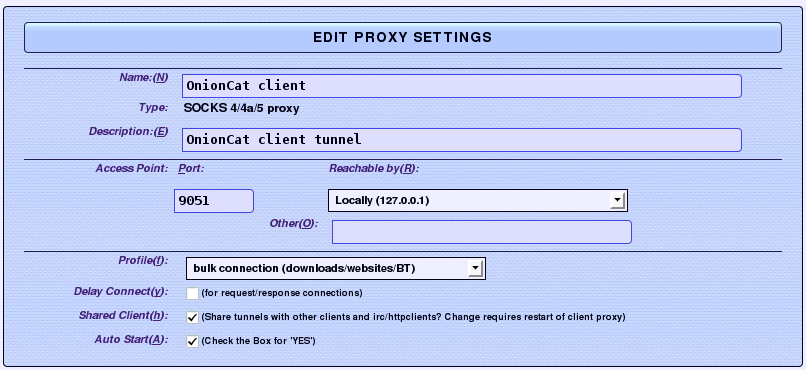 EDIT PROXY SETTINGS
Name:(N) OnionCat client
Type: SOCKS 4/4a/5 proxy
Description:(E) OnionCat client tunnel
Access Point: Port: Reachable by(R):
9051 Locally (127.0.0.1)
Other(O):
Profile(f): bulk connection (downloads/websites/BT)
Delay Connect(y): (for request/response connections)
Shared Client(h): (Share tunnels with other clients and irc/httpclients? Change requires restart of client proxy)
Auto Start(A): (Check the Box for 'YES')